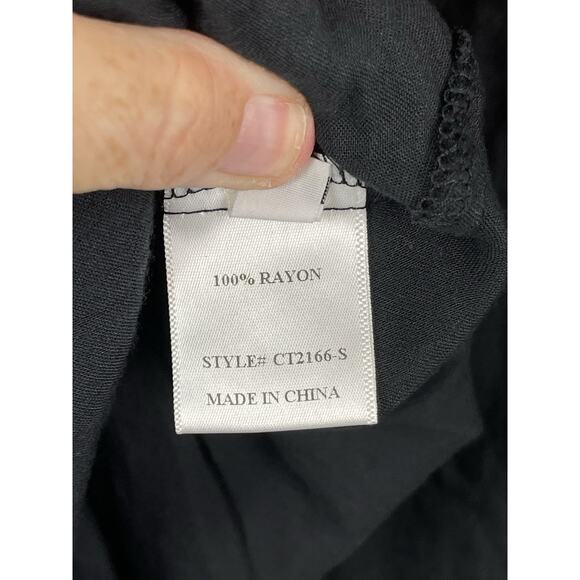 100% RAYON
STYLE# CT2166-S
MADE IN CHINA